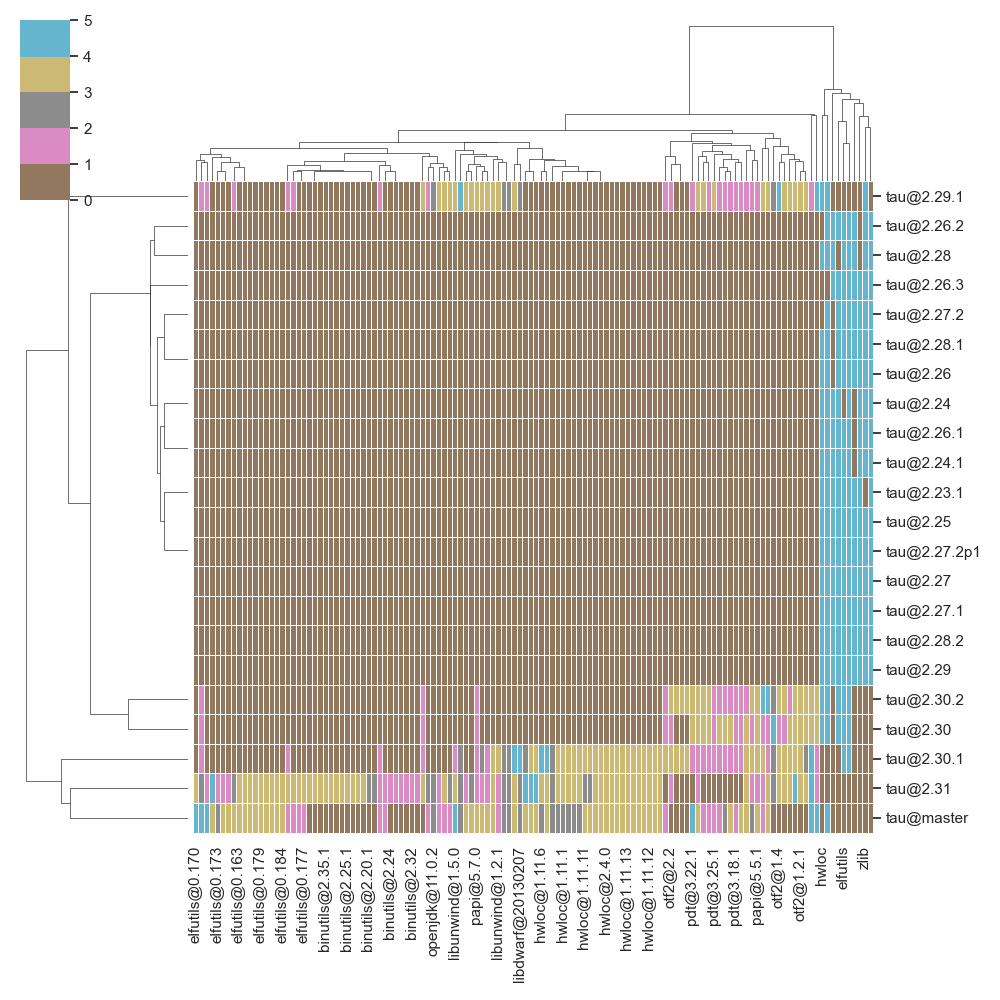 5
4
3
2
1
0
tau@2.29.1
tau@2.26.2
tau@2.28
tau@2.26.3
tau@2.27.2
tau@2.28.1
tau@2.26
tau@2.24
tau@2.26.1
tau@2.24.1
tau@2.23.1
tau@2.25
tau@2.27.2p1
tau@2.27
tau@2.27.1
tau@2.28.2
tau@2.29
tau@2.30.2
tau@2.30
tau@2.30.1
tau@2.31
tau@master
elfutils@0.170
elfutils@0.173
elfutils@0.163
elfutils@0.179
elfutils@0.184
elfutils@0.177
binutils@2.35.1
binutils@2.25.1
binutils@2.20.1
binutils@2.24
binutils@2.32
openjdk@11.0.2
libunwind@1.5.0
papi@5.7.0
libunwind@1.2.1
libdwarf@20130207
hwloc@1.11.6
hwloc@1.11.1
hwloc@1.11.11
hwloc@2.4.0
hwloc@1.11.13
hwloc@1.11.12
otf2@2.2
pdt@3.22.1
pdt@3.25.1
pdt@3.18.1
papi@5.5.1
otf2@1.4
otf2@1.2.1
hwloc
elfutils
zlib